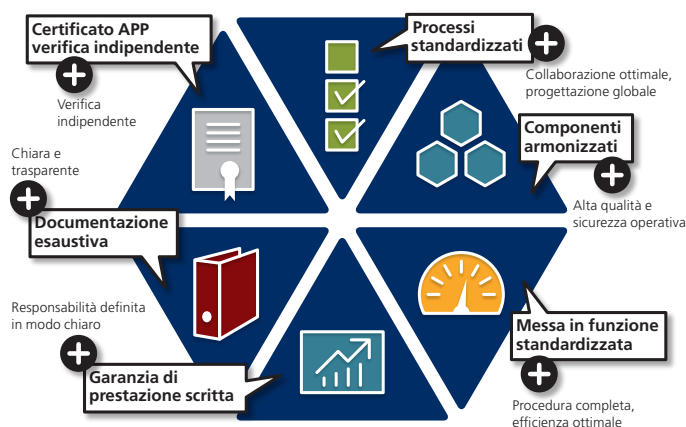 Certificato APP
verifica indipendente
Verifica
indipendente
Processi
standardizzati
Collaborazione ottimale,
progettazione globale
Componenti
armonizzati
Alta qualità e
sicurezza operativa
Chiara e
trasparente
Documentazione
esaustiva
Responsabilità definita
in modo chiaro
Garanzia di
prestazione scritta
Messa in funzione
standardizzata
Procedura completa,
efficienza ottimale